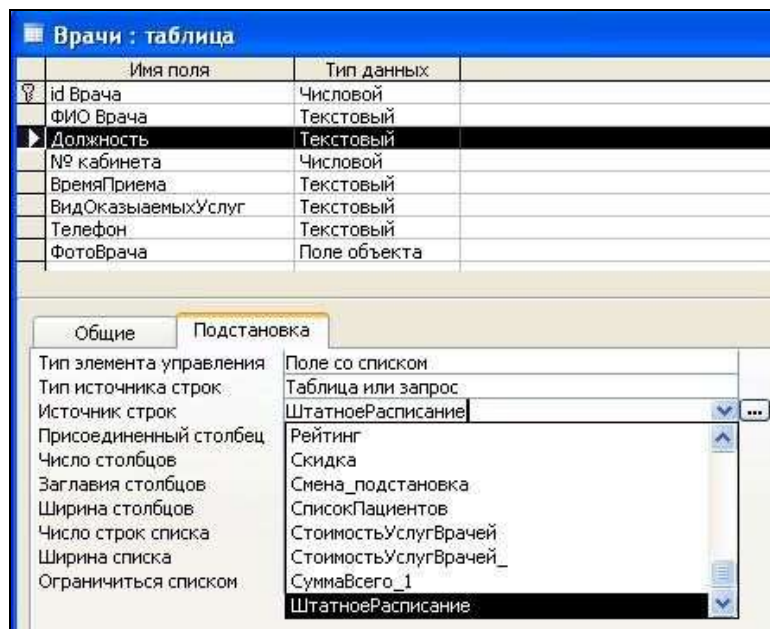 Врачи : таблица
Имя поля Тип данных
id Врача Числовой
ФИО Врача Текстовый
Должность Текстовый
№ кабинета Числовой
ВремяПриема Текстовый
ВидОказыаемыхУслуг Текстовый
Телефон Текстовый
ФотоВрача Поле объекта
Общие Подстановка
Тип элемента управления Поле со списком
Тип источника строк Таблица или запрос
Источник строк ШтатноеРасписание ...
Присоединенный столбец Рейтинг
Число столбцов Скидка
Заглавия столбцов Смена_подстановка
Ширина столбцов СписокПациентов
Число строк списка СтоимостьУслугВрачей
Ширина списка СтоимостьУслугВрачей_
Ограничиться списком СуммаВсего_1
ШтатноеРасписание